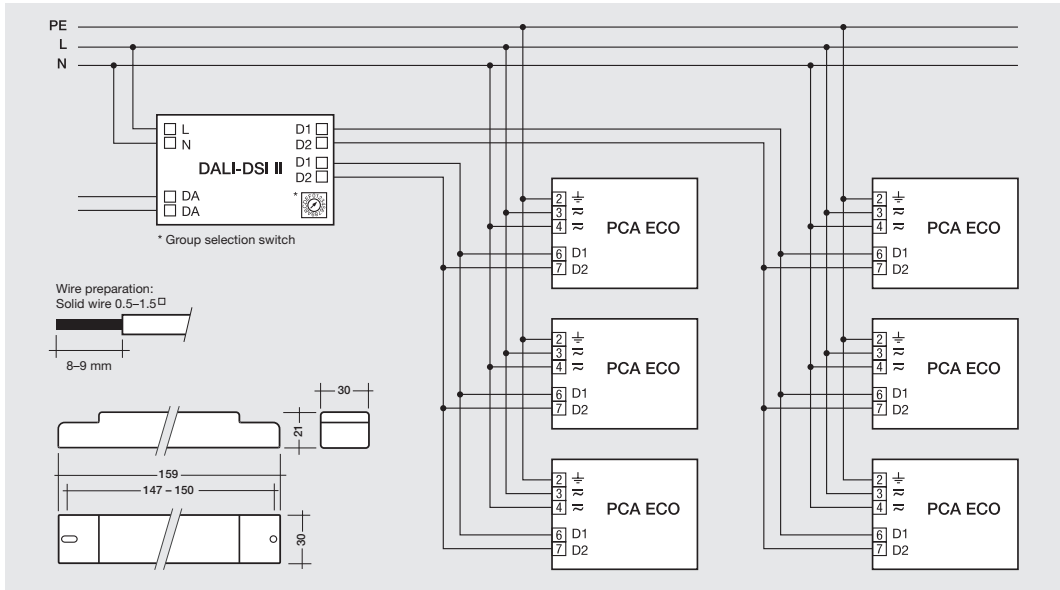 PE
L
N
L
N
DALI-DSI II
D1
D2
D1
D2
*
DA
DA
* Group selection switch
Wire preparation:
Solid wire 0.5–1.5□
8–9 mm
30
21
159
147 – 150
30
2
3
4
PCA ECO
6 D1
7 D2
2
3
4
PCA ECO
6 D1
7 D2
2
3
4
PCA ECO
6 D1
7 D2
2
3
4
PCA ECO
6 D1
7 D2
2
3
4
PCA ECO
6 D1
7 D2
2
3
4
PCA ECO
6 D1
7 D2